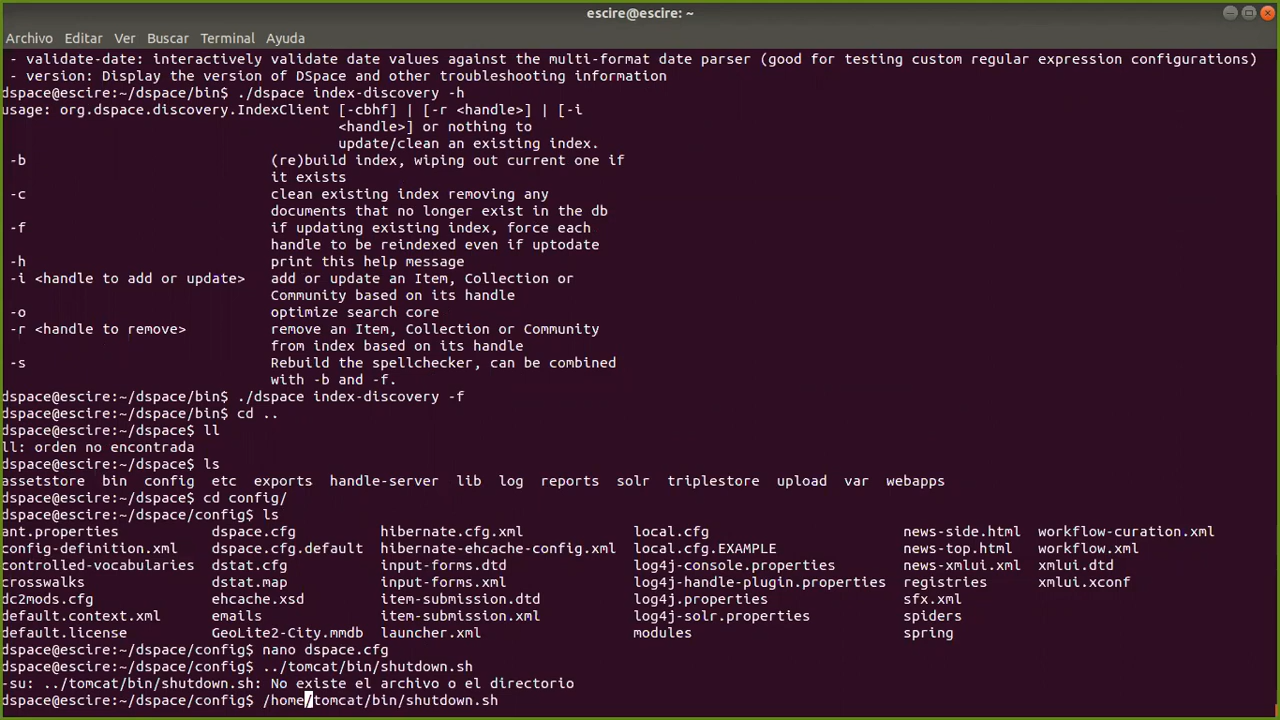 escire@escire: ~
Archivo Editar Ver Buscar Terminal Ayuda
- validate-date: interactively validate date values against the multi-format date parser (good for testing custom regular expression configurations)
- version: Display the version of DSpace and other troubleshooting information
dspace@escire:~/dspace/bin$ ./dspace index-discovery -h
usage: org.dspace.discovery.IndexClient [-cbhf] | [-r <handle>] | [-i
<handle>] or nothing to
update/clean an existing index.
-b (re)build index, wiping out current one if
it exists
-c clean existing index removing any
documents that no longer exist in the db
-f if updating existing index, force each
handle to be reindexed even if uptodate
-h print this help message
-i <handle to add or update> add or update an Item, Collection or
Community based on its handle
-o optimize search core
-r <handle to remove> remove an Item, Collection or Community
from index based on its handle
-s Rebuild the spellchecker, can be combined
with -b and -f.
dspace@escire:~/dspace/bin$ ./dspace index-discovery -f
dspace@escire:~/dspace/bin$ cd ..
dspace@escire:~/dspace$ ll
ll: orden no encontrada
dspace@escire:~/dspace$ ls
assetstore bin config etc exports handle-server lib log reports solr triplestore upload var webapps
dspace@escire:~/dspace$ cd config/
dspace@escire:~/dspace/config$ ls
ant.properties dspace.cfg hibernate.cfg.xml local.cfg news-side.html workflow-curation.xml
config-definition.xml dspace.cfg.default hibernate-ehcache-config.xml local.cfg.EXAMPLE news-top.html workflow.xml
controlled-vocabularies dstat.cfg input-forms.dtd log4j-console.properties news-xmlui.xml xmlui.dtd
crosswalks dstat.map input-forms.xml log4j-handle-plugin.properties registries xmlui.xconf
dc2mods.cfg ehcache.xsd item-submission.dtd log4j.properties sfx.xml
default.context.xml emails item-submission.xml log4j-solr.properties spiders
default.license GeoLite2-City.mmdb launcher.xml modules spring
dspace@escire:~/dspace/config$ nano dspace.cfg
dspace@escire:~/dspace/config$ ../tomcat/bin/shutdown.sh
-su: ../tomcat/bin/shutdown.sh: No existe el archivo o el directorio
dspace@escire:~/dspace/config$ /home/tomcat/bin/shutdown.sh